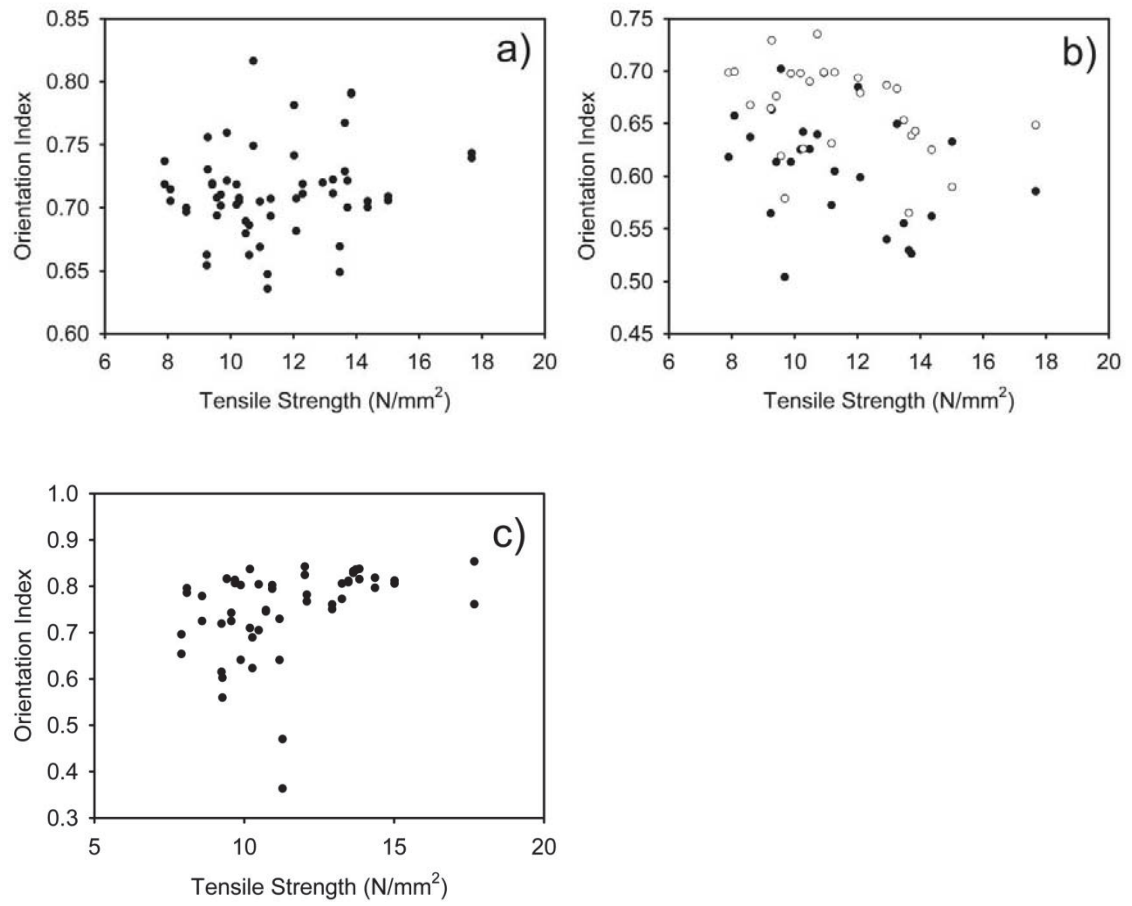 a)
Orientation Index
0.85
0.80
0.75
0.70
0.65
0.60
6 8 10 12 14 16 18 20
Tensile Strength (N/mm²)
b)
Orientation Index
0.75
0.70
0.65
0.60
0.55
0.50
0.45
6 8 10 12 14 16 18 20
Tensile Strength (N/mm²)
c)
Orientation Index
1.0
0.9
0.8
0.7
0.6
0.5
0.4
0.3
5 10 15 20
Tensile Strength (N/mm²)